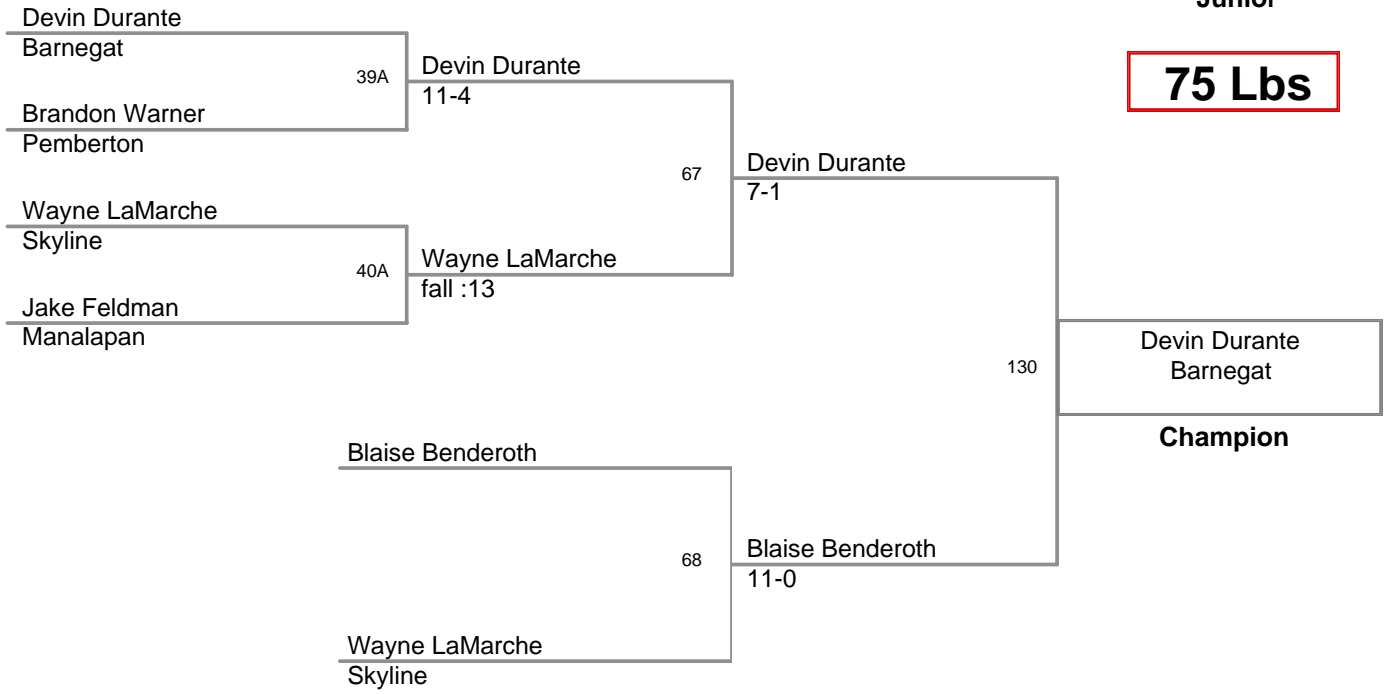 Junior
Devin Durante
Barnegat
75 Lbs
39A
Devin Durante
11-4
Brandon Warner
Pemberton
67
Devin Durante
7-1
Wayne LaMarche
Skyline
40A
Wayne LaMarche
fall :13
Jake Feldman
Manalapan
130
Devin Durante
Barnegat
Champion
Blaise Benderoth
68
Blaise Benderoth
11-0
Wayne LaMarche
Skyline